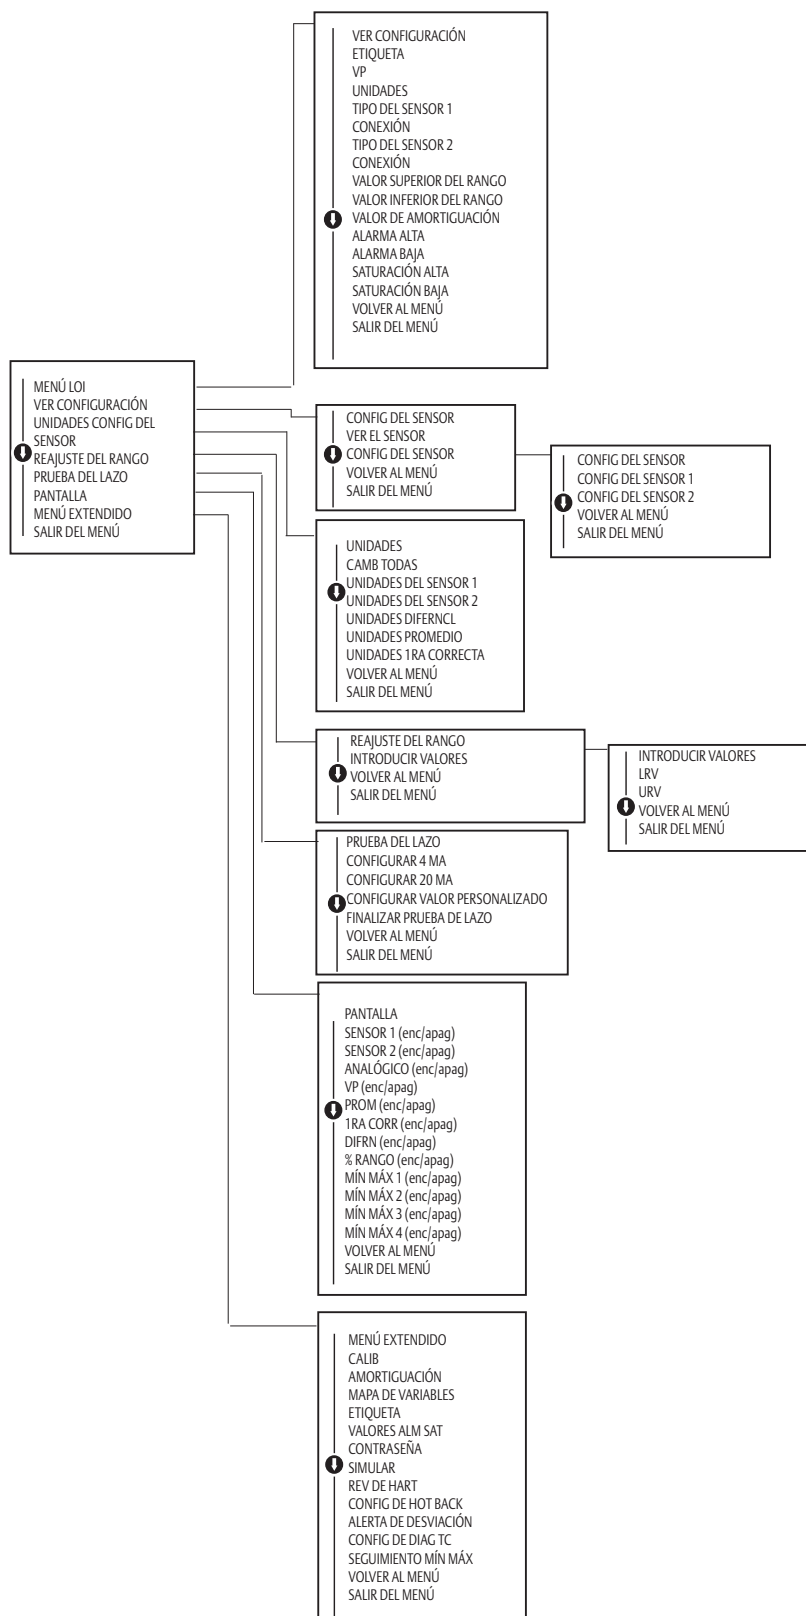 VER CONFIGURACIÓN
ETIQUETA
VP
UNIDADES
TIPO DEL SENSOR 1
CONEXIÓN
TIPO DEL SENSOR 2
CONEXIÓN
VALOR SUPERIOR DEL RANGO
VALOR INFERIOR DEL RANGO
VALOR DE AMORTIGUACIÓN
ALARMA ALTA
ALARMA BAJA
SATURACIÓN ALTA
SATURACIÓN BAJA
VOLVER AL MENÚ
SALIR DEL MENÚ
MENÚ LOI
VER CONFIGURACIÓN
UNIDADES CONFIG DEL
SENSOR
REAJUSTE DEL RANGO
PRUEBA DEL LAZO
PANTALLA
MENÚ EXTENDIDO
SALIR DEL MENÚ
CONFIG DEL SENSOR
VER EL SENSOR
CONFIG DEL SENSOR
VOLVER AL MENÚ
SALIR DEL MENÚ
CONFIG DEL SENSOR
CONFIG DEL SENSOR 1
CONFIG DEL SENSOR 2
VOLVER AL MENÚ
SALIR DEL MENÚ
UNIDADES
CAMB TODAS
UNIDADES DEL SENSOR 1
UNIDADES DEL SENSOR 2
UNIDADES DIFERNCL
UNIDADES PROMEDIO
UNIDADES 1RA CORRECTA
VOLVER AL MENÚ
SALIR DEL MENÚ
REAJUSTE DEL RANGO
INTRODUCIR VALORES
VOLVER AL MENÚ
SALIR DEL MENÚ
INTRODUCIR VALORES
LRV
URV
VOLVER AL MENÚ
SALIR DEL MENÚ
PRUEBA DEL LAZO
CONFIGURAR 4 MA
CONFIGURAR 20 MA
CONFIGURAR VALOR PERSONALIZADO
FINALIZAR PRUEBA DE LAZO
VOLVER AL MENÚ
SALIR DEL MENÚ
PANTALLA
SENSOR 1 (enc/apag)
SENSOR 2 (enc/apag)
ANALÓGICO (enc/apag)
VP (enc/apag)
PROM (enc/apag)
1RA CORR (enc/apag)
DIFRN (enc/apag)
% RANGO (enc/apag)
MÍN MÁX 1 (enc/apag)
MÍN MÁX 2 (enc/apag)
MÍN MÁX 3 (enc/apag)
MÍN MÁX 4 (enc/apag)
VOLVER AL MENÚ
SALIR DEL MENÚ
MENÚ EXTENDIDO
CALIB
AMORTIGUACIÓN
MAPA DE VARIABLES
ETIQUETA
VALORES ALM SAT
CONTRASEÑA
SIMULAR
REV DE HART
CONFIG DE HOT BACK
ALERTA DE DESVIACIÓN
CONFIG DE DIAG TC
SEGUIMIENTO MÍN MÁX
VOLVER AL MENÚ
SALIR DEL MENÚ